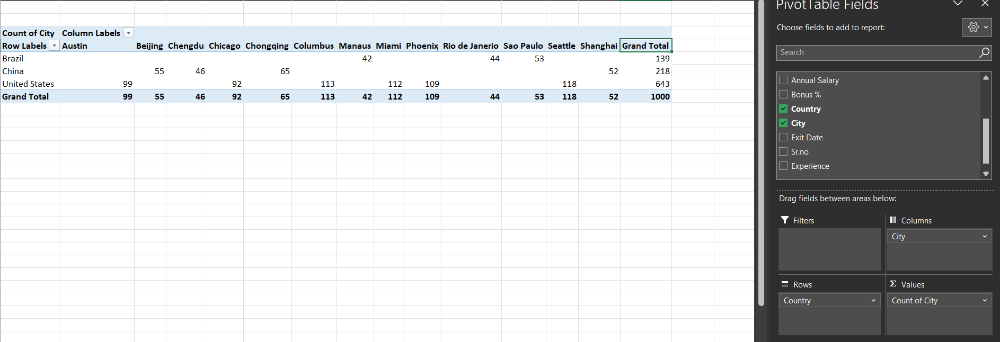 Count of City Column Labels
Row Labels Austin Beijing Chengdu Chicago Chongqing Columbus Manaus Miami Phoenix Rio de Janerio Sao Paulo Seattle Shanghai Grand Total
Brazil 42 44 53 139
China 55 46 65 52 218
United States 99 92 113 112 109 118 643
Grand Total 99 55 46 92 65 113 42 112 109 44 53 118 52 1000
PivotTable Fields
Choose fields to add to report:
Search
Annual Salary
Bonus %
Country
City
Exit Date
Sr.no
Experience
Drag fields between areas below:
Filters
Columns
City
Rows
Σ Values
Country
Count of City